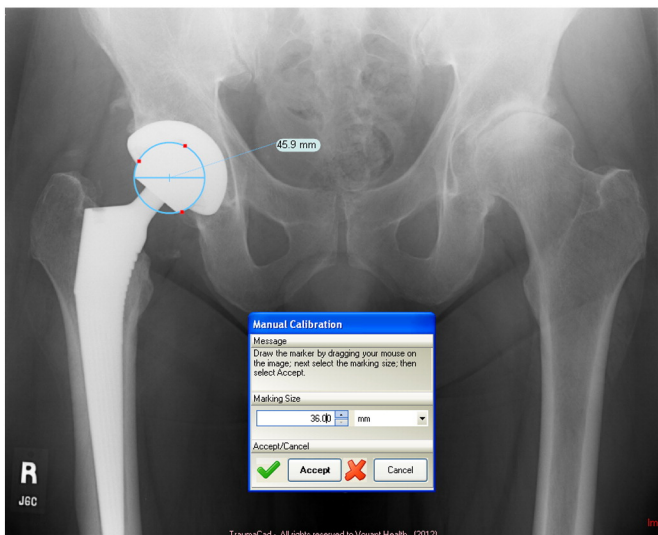 45.9 mm
Manual Calibration
Message
Draw the marker by dragging your mouse on
the image; next select the marking size; then
select Accept.
Marking Size
36.00
mm
Accept/Cancel
Accept
Cancel
R
JGC
Im
TraumaCad - All rights reserved to Voyant Health (2012)